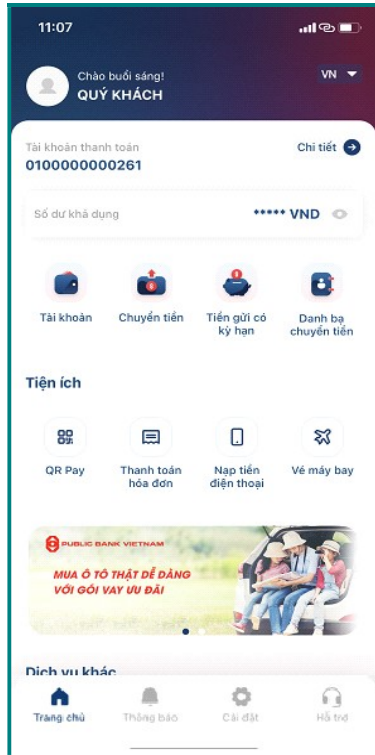 11:07
Chào buổi sáng!
QUÝ KHÁCH
VN
Tài khoản thanh toán
Chi tiết
0100000000261
Số dư khả dụng
***** VND
Tài khoản
Chuyển tiền
Tiền gửi có
kỳ hạn
Danh bạ
chuyển tiền
Tiện ích
QR Pay
Thanh toán
hóa đơn
Nạp tiền
điện thoại
Vé máy bay
PUBLIC BANK VIETNAM
MUA Ô TÔ THẬT DỄ DÀNG
VỚI GÓI VAY ƯU ĐÃI
Dịch vụ khác
Trang chủ
Thông báo
Cài đặt
Hỗ trợ